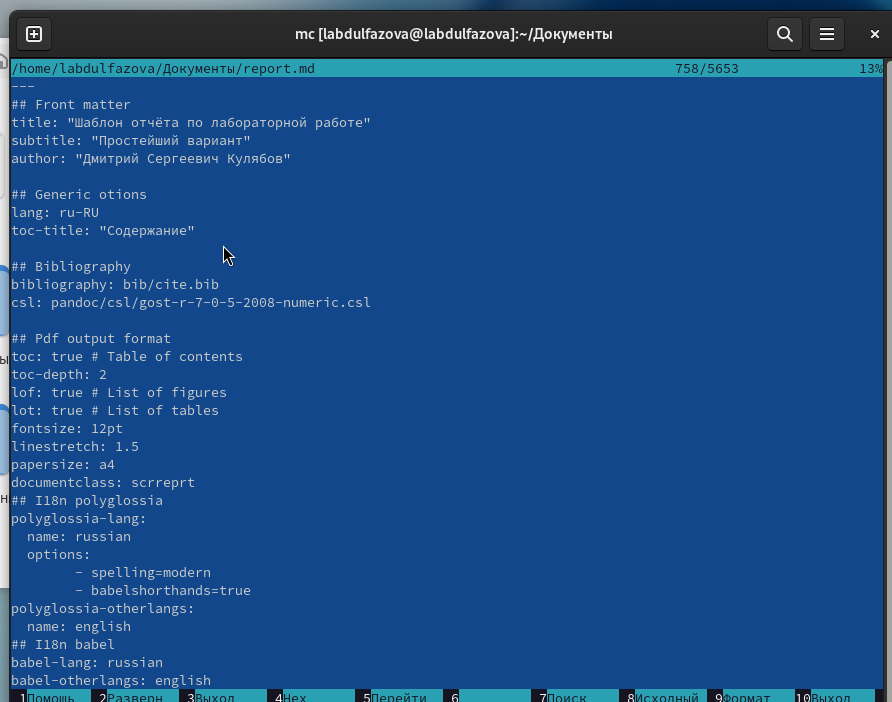 mc [labdulfazova@labdulfazova]:~/Документы
/home/labdulfazova/Документы/report.md 758/5653 13%
---
## Front matter
title: "Шаблон отчёта по лабораторной работе"
subtitle: "Простейший вариант"
author: "Дмитрий Сергеевич Кулябов"
## Generic otions
lang: ru-RU
toc-title: "Содержание"
## Bibliography
bibliography: bib/cite.bib
csl: pandoc/csl/gost-r-7-0-5-2008-numeric.csl
## Pdf output format
toc: true # Table of contents
toc-depth: 2
lof: true # List of figures
lot: true # List of tables
fontsize: 12pt
linestretch: 1.5
papersize: a4
documentclass: scrreprt
## I18n polyglossia
polyglossia-lang:
  name: russian
  options:
        - spelling=modern
        - babelshorthands=true
polyglossia-otherlangs:
  name: english
## I18n babel
babel-lang: russian
babel-otherlangs: english
1Помощь 2Разверн 3Выход 4Hex 5Перейти 6 7Поиск 8Исходный 9Формат 10Выход